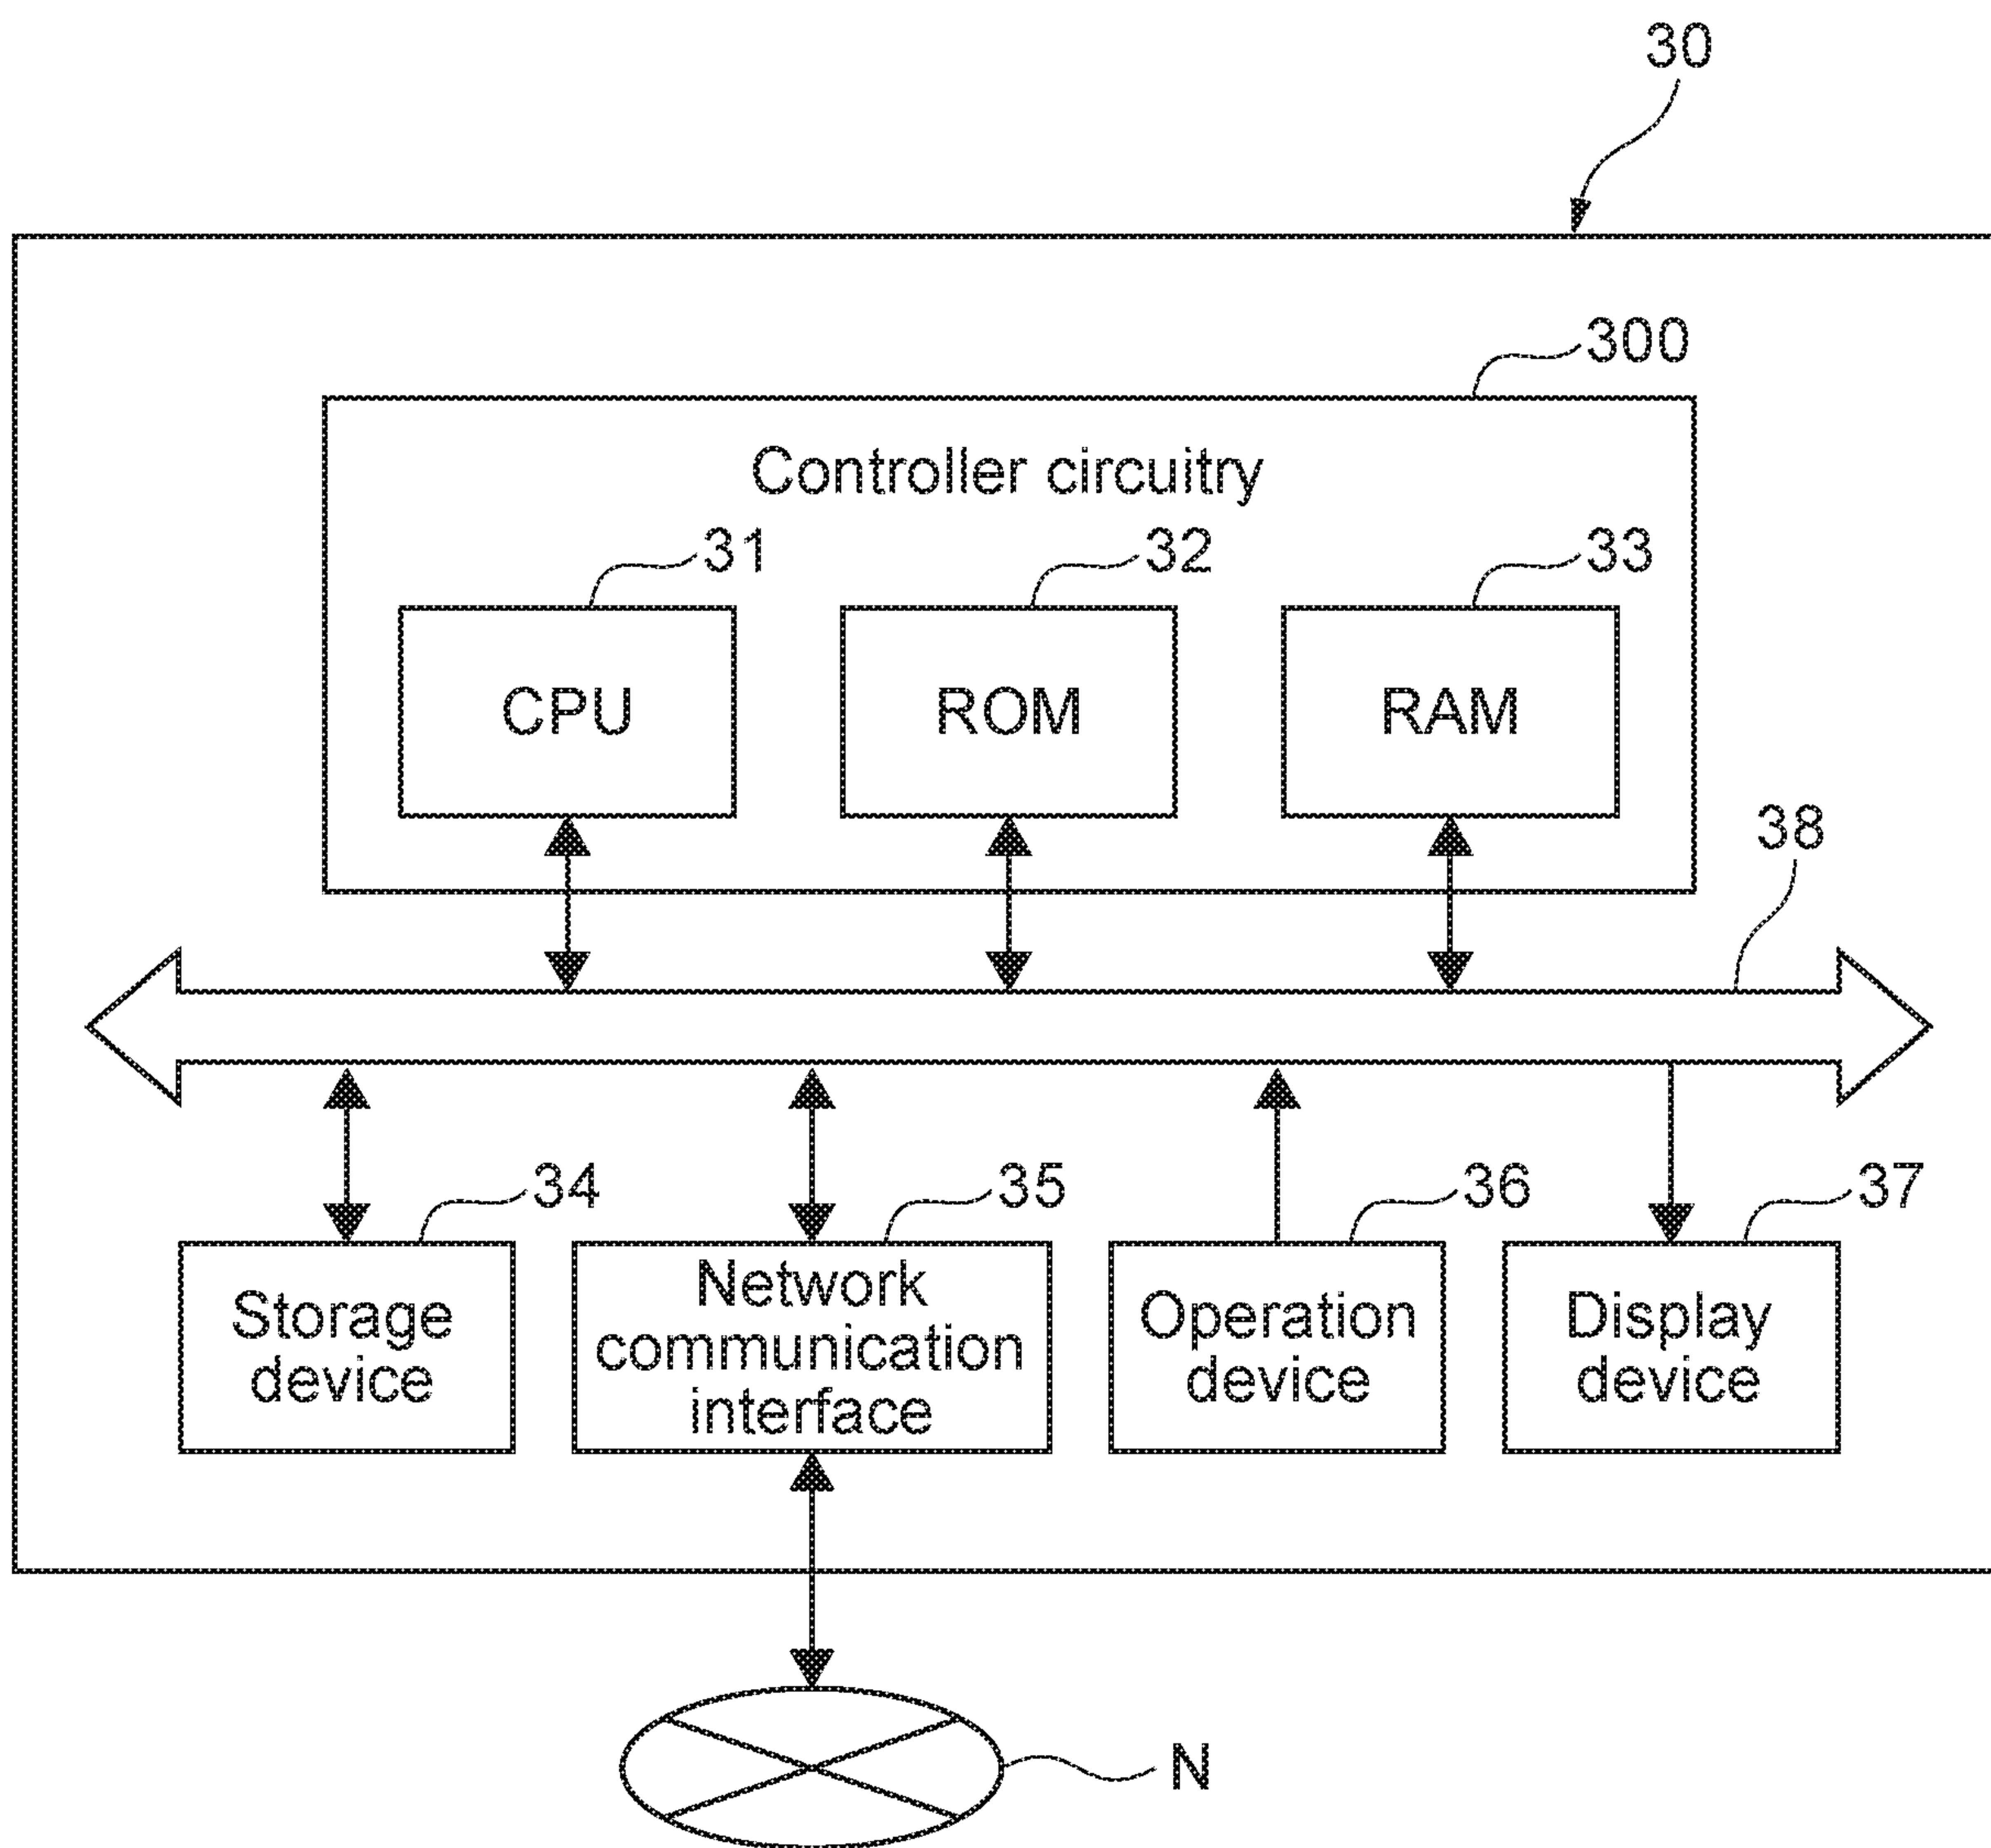 30
300
Controller circuitry
31
32
33
CPU
ROM
RAM
38
34
35
36
37
Storage
device
Network
communication
interface
Operation
device
Display
device
N